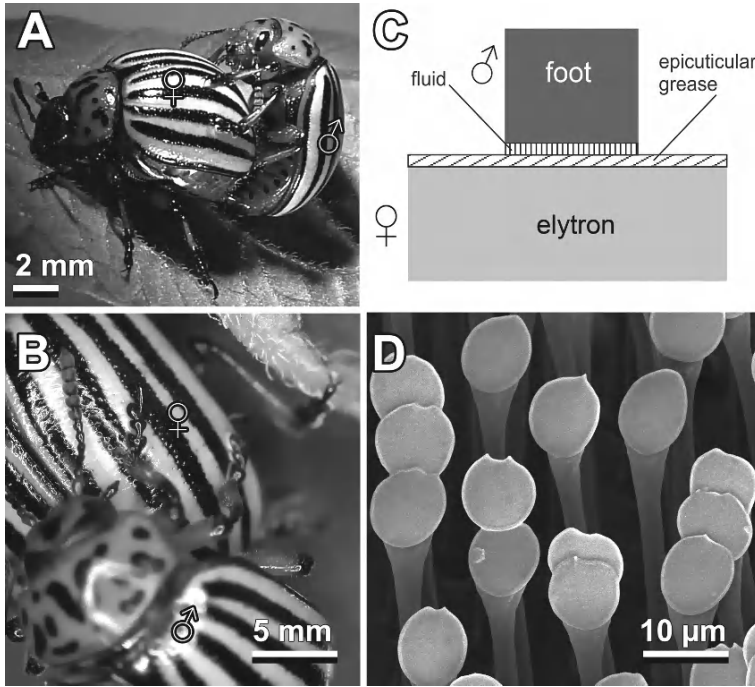 A
♀
♂
2 mm
B
♀
♂
5 mm
C
♂
foot
fluid
epicuticular
grease
♀
elytron
D
10 µm